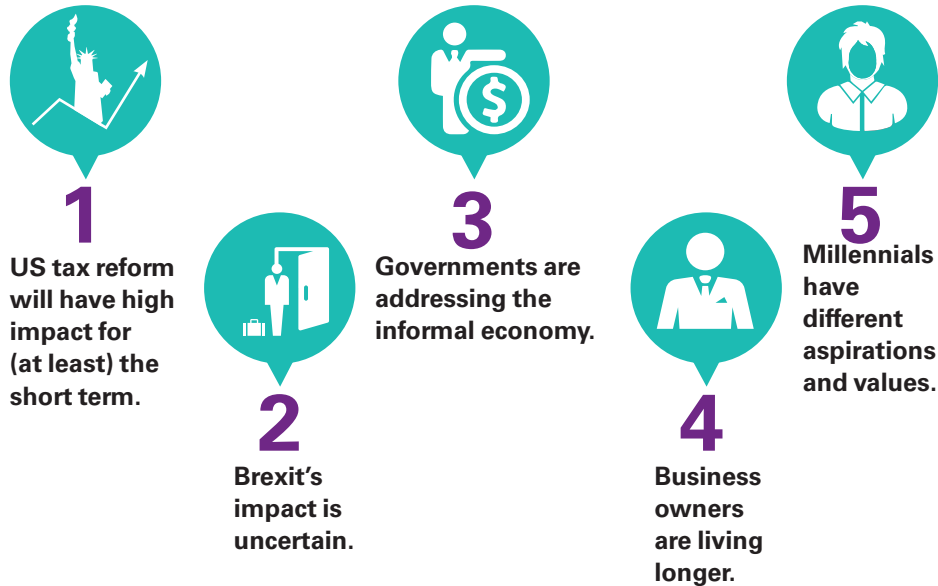 1
US tax reform
will have high
impact for
(at least) the
short term.
2
Brexit’s
impact is
uncertain.
3
$
Governments are
addressing the
informal economy.
4
Business
owners
are living
longer.
5
Millennials
have
different
aspirations
and values.